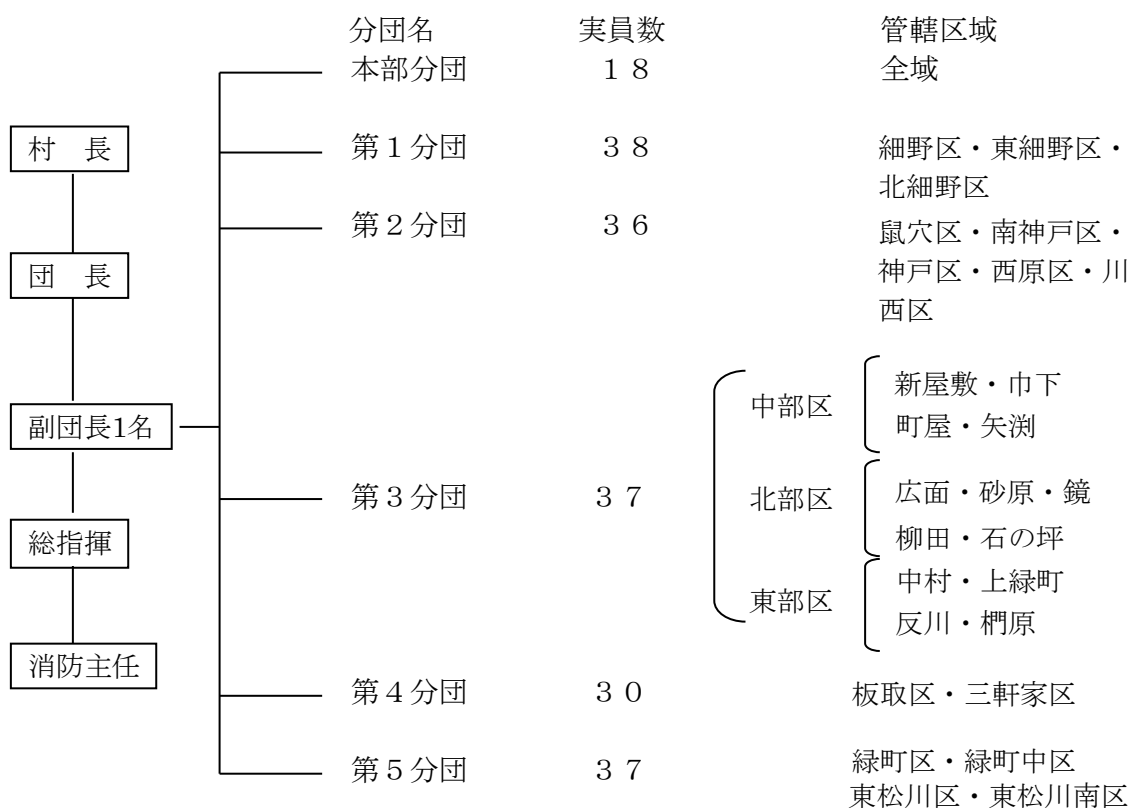 分団名 実員数 管轄区域
本部分団 18 全域
村 長
第1分団 38 細野区・東細野区・
北細野区
第2分団 36 鼠穴区・南神戸区・
神戸区・西原区・川
西区
団 長
副団長1名
中部区 新屋敷・巾下
町屋・矢渕
第3分団 37 北部区 広面・砂原・鏡
柳田・石の坪
総指揮
東部区 中村・上緑町
反川・椚原
消防主任
第4分団 30 板取区・三軒家区
第5分団 37 緑町区・緑町中区
東松川区・東松川南区